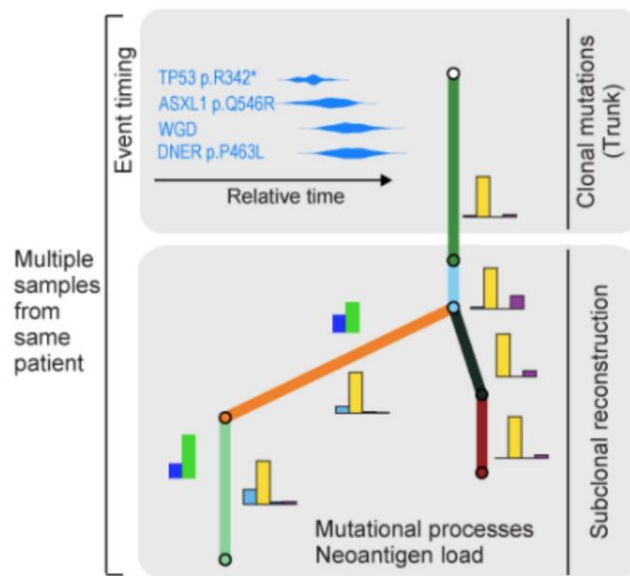 Multiple
samples
from
same
patient
Event timing
TP53 p.R342*
ASXL1 p.Q546R
WGD
DNER p.P463L
Relative time
Clonal mutations
(Trunk)
Mutational processes
Neoantigen load
Subclonal reconstruction